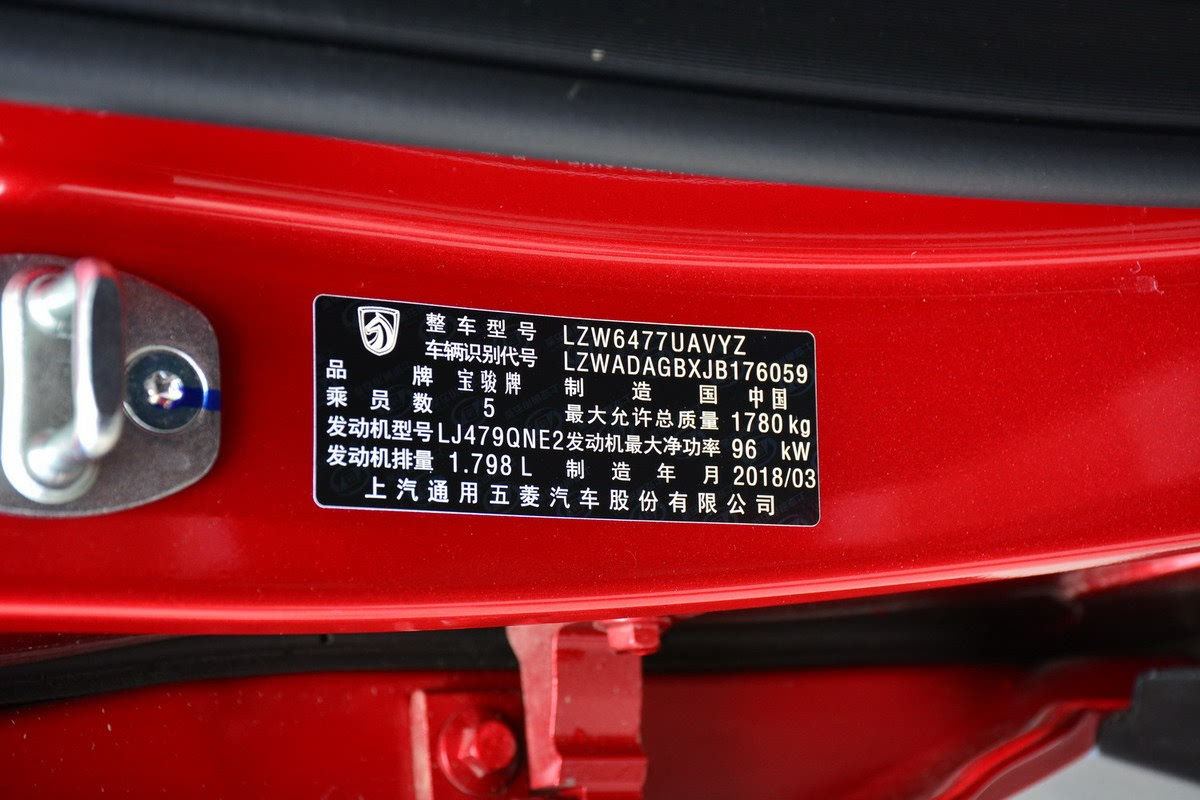 整车型号 LZW6477UAVYZ
车辆识别代号 LZWADAGBXJB176059
品牌 宝骏牌 制造国 中国
乘员数 5 最大允许总质量 1780 kg
发动机型号 LJ479QNE2 发动机最大净功率 96 kW
发动机排量 1.798 L 制造年月 2018/03
上汽通用五菱汽车股份有限公司